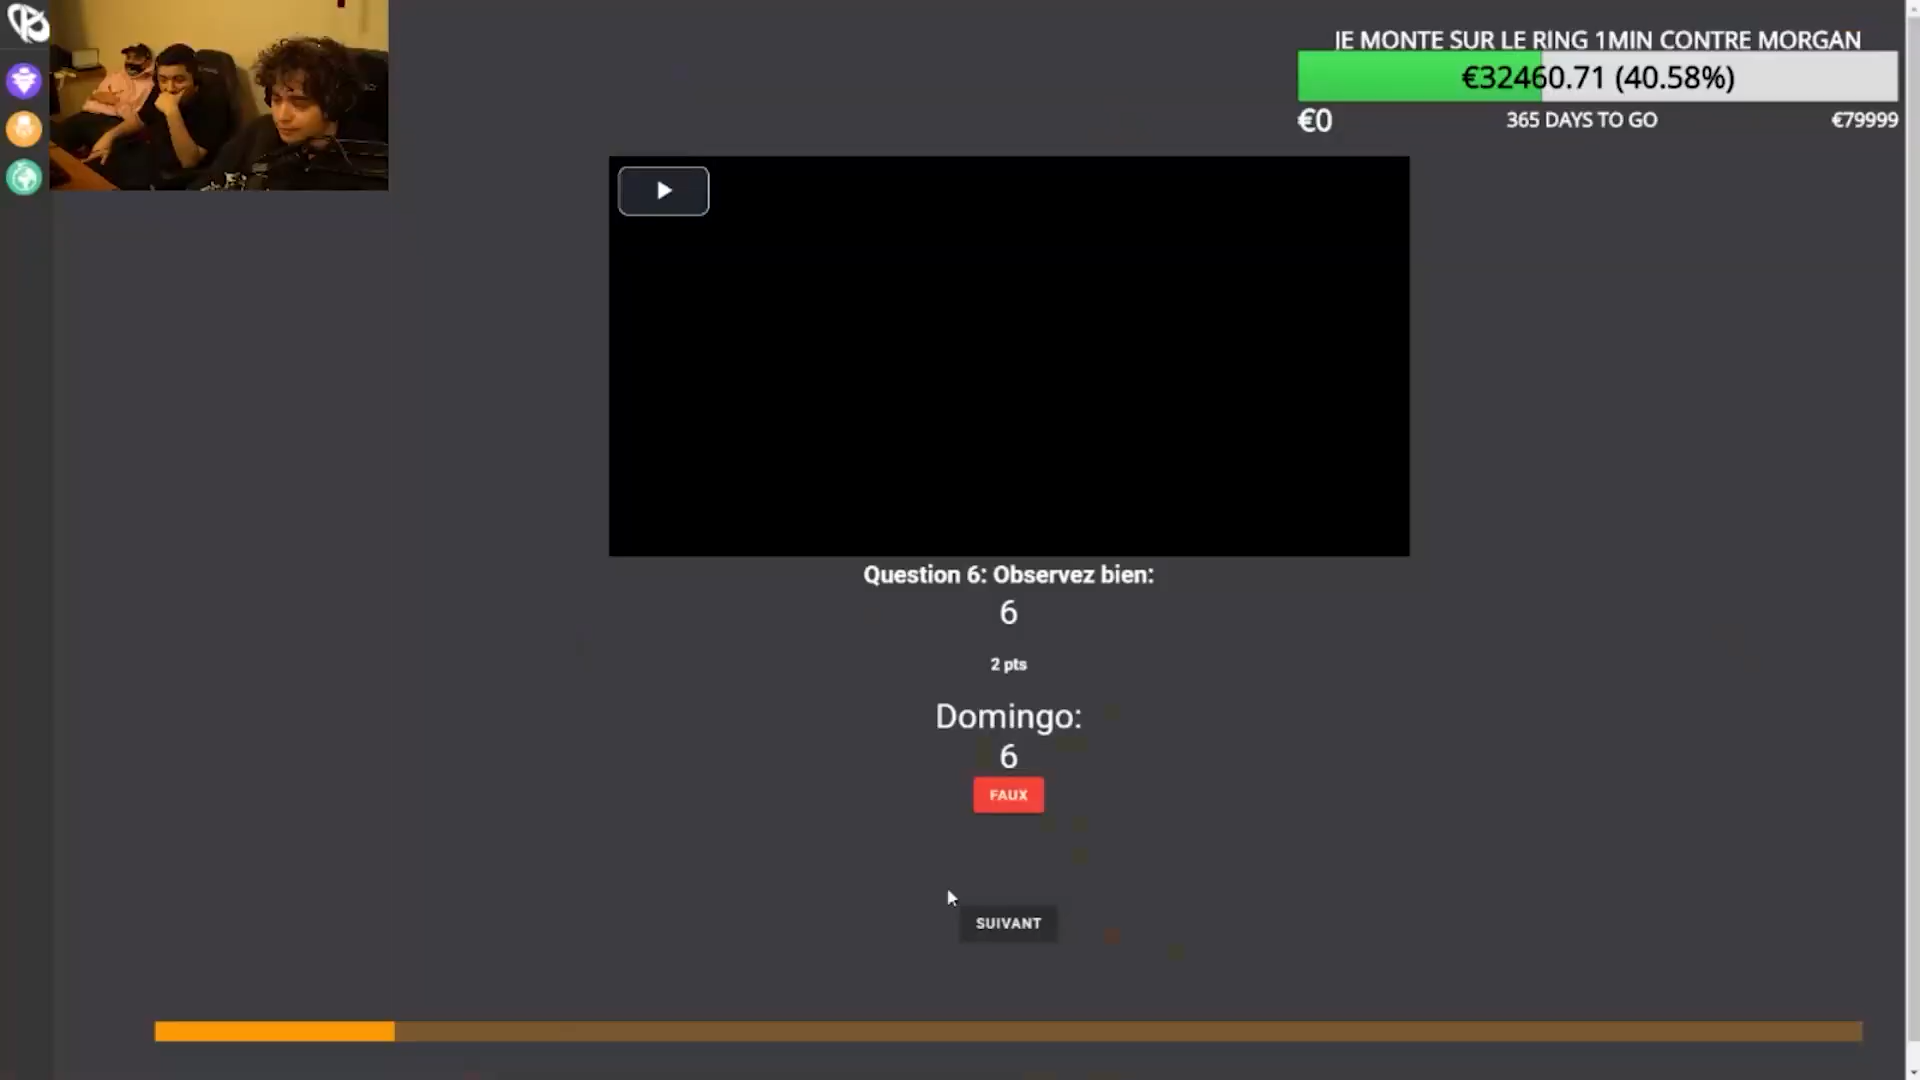 JE MONTE SUR LE RING 1MIN CONTRE MORGAN
€32460.71 (40.58%)
€0 365 DAYS TO GO €79999
Question 6: Observez bien:
6
2 pts
Domingo:
6
FAUX
SUIVANT